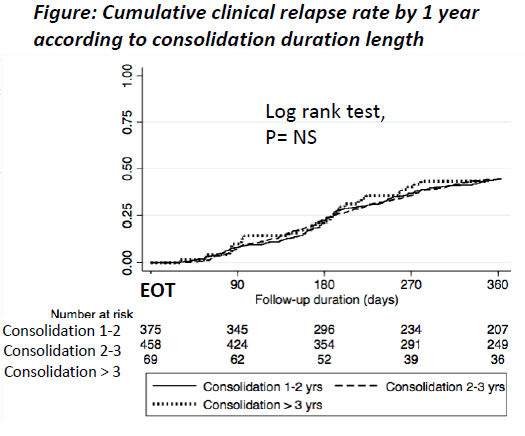 Figure: Cumulative clinical relapse rate by 1 year
according to consolidation duration length
1.00
0.75
0.50
0.25
0.00
Log rank test,
P= NS
EOT 90 180 270 360
Follow-up duration (days)
Number at risk
Consolidation 1-2 375 345 296 234 207
Consolidation 2-3 458 424 354 291 249
Consolidation > 3 69 62 52 39 36
Consolidation 1-2 yrs Consolidation 2-3 yrs
Consolidation > 3 yrs